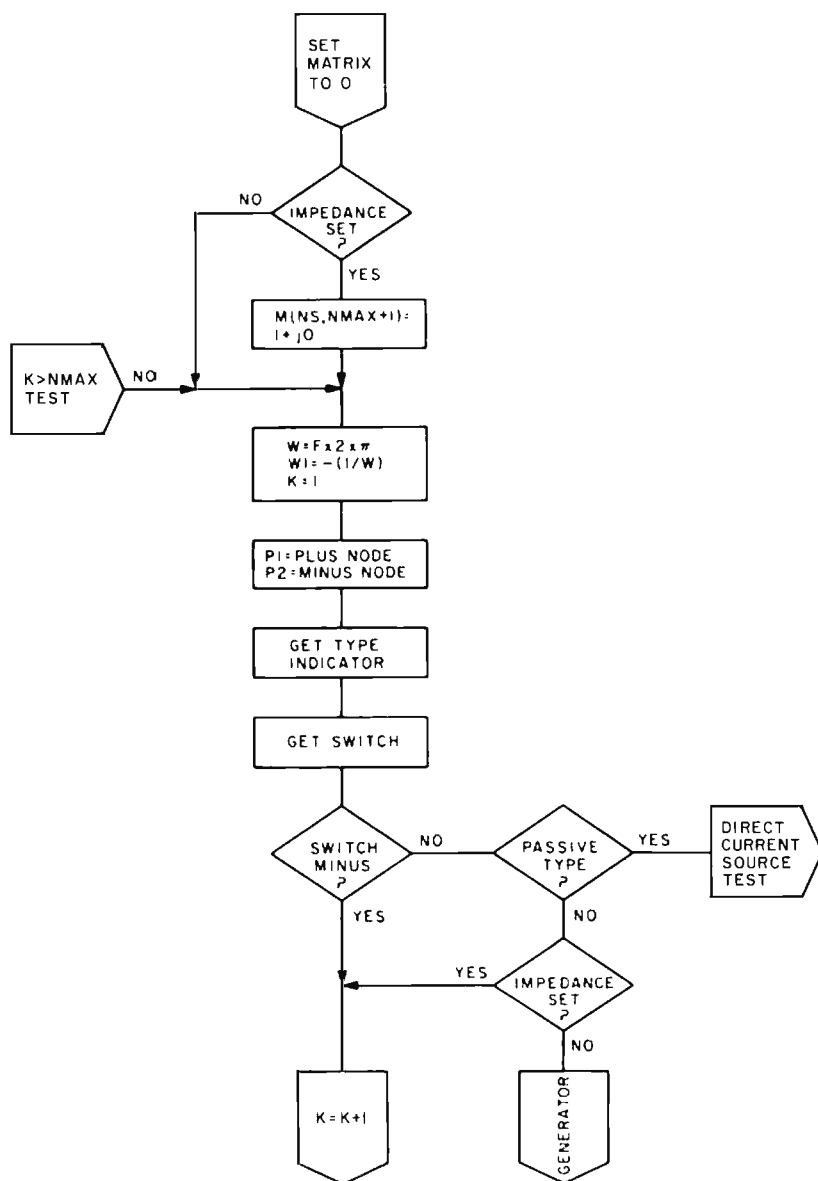 SET
MATRIX
TO 0
NO
IMPEDANCE
SET
?
YES
M(NS,NMAX+1)=
1+j0
K>NMAX
TEST
NO
W=Fx2xπ
W1=-(1/W)
K=1
P1=PLUS NODE
P2=MINUS NODE
GET TYPE
INDICATOR
GET SWITCH
SWITCH
MINUS
?
NO
PASSIVE
TYPE
?
YES
DIRECT
CURRENT
SOURCE
TEST
YES
NO
YES
IMPEDANCE
SET
?
NO
K=K+1
GENERATOR